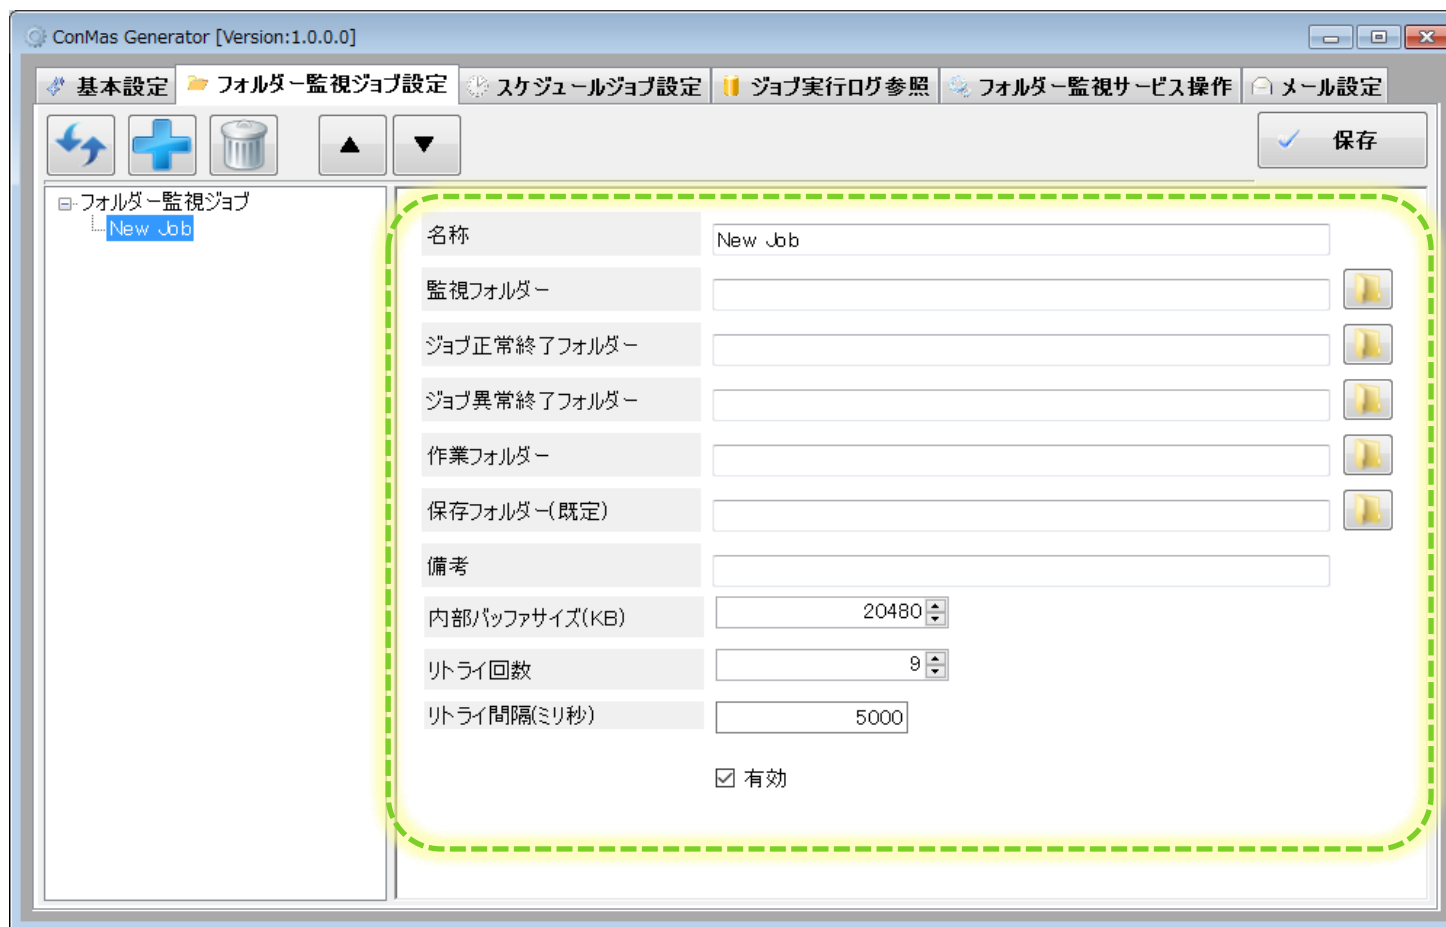 ConMas Generator [Version:1.0.0.0]
基本設定 フォルダー監視ジョブ設定 スケジュールジョブ設定 ジョブ実行ログ参照 フォルダー監視サービス操作 メール設定
▲ ▼ 保存
フォルダー監視ジョブ
New Job
名称 New Job
監視フォルダー
ジョブ正常終了フォルダー
ジョブ異常終了フォルダー
作業フォルダー
保存フォルダー(既定)
備考
内部バッファサイズ(KB) 20480
リトライ回数 9
リトライ間隔(ミリ秒) 5000
有効